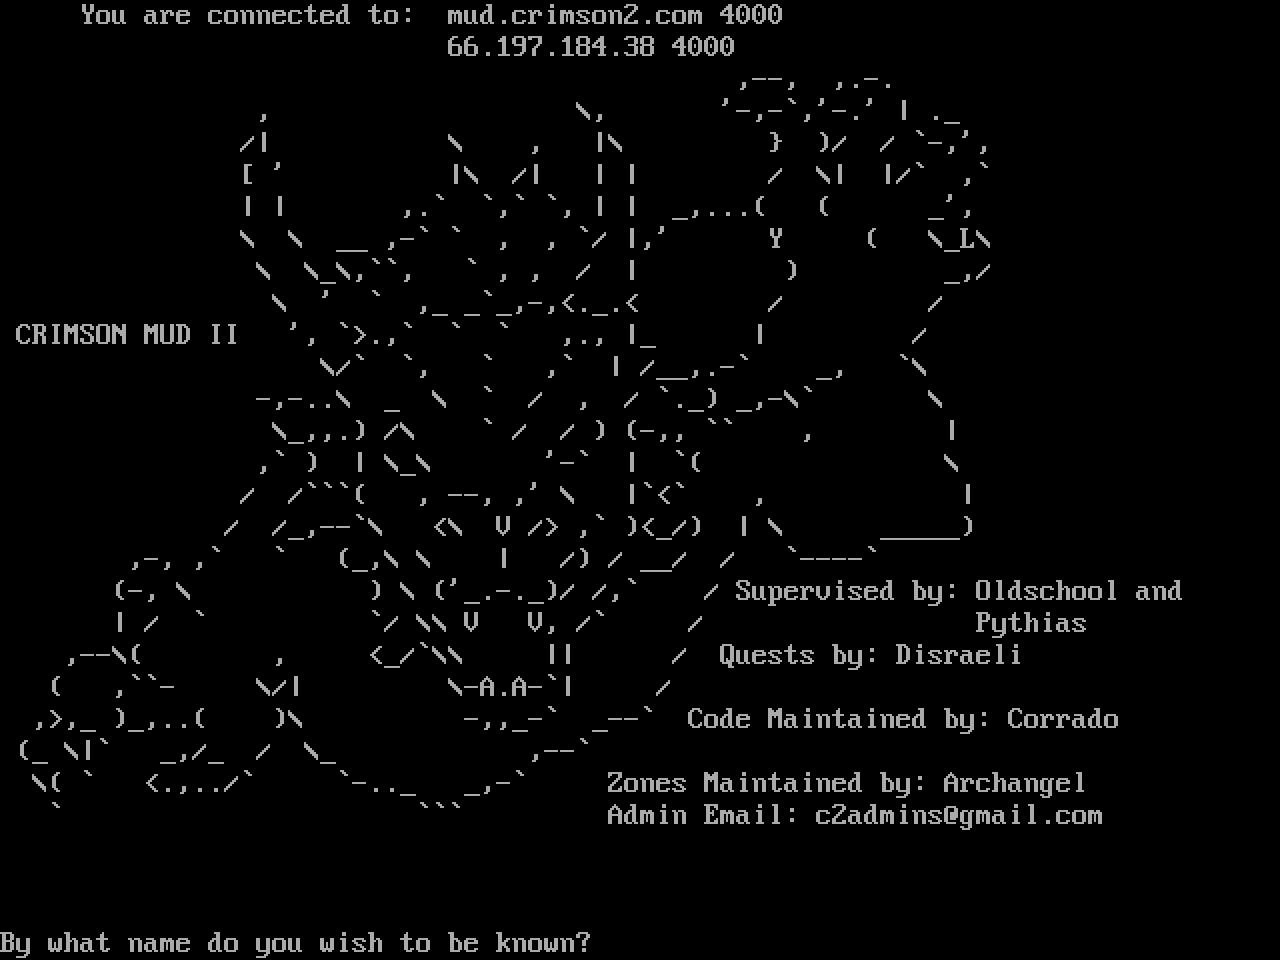 You are connected to: mud.crimson2.com 4000
66.197.184.38 4000
CRIMSON MUD II
Supervised by: Oldschool and
Pythias
Quests by: Disraeli
Code Maintained by: Corrado
Zones Maintained by: Archangel
Admin Email: c2admins@gmail.com
By what name do you wish to be known?